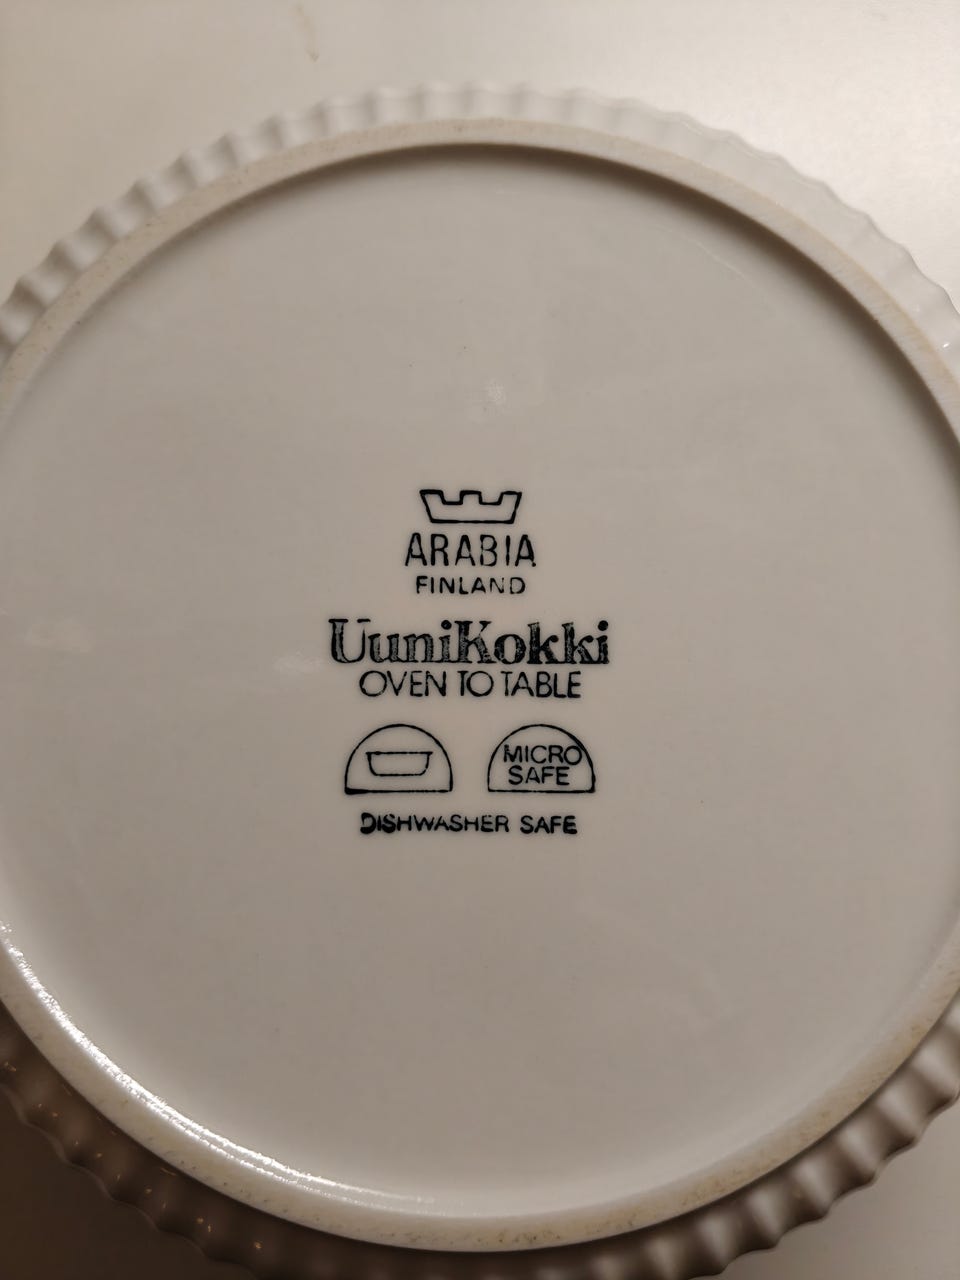 ARABIA
FINLAND
UuniKokki
OVEN TO TABLE
MICRO
SAFE
DISHWASHER SAFE